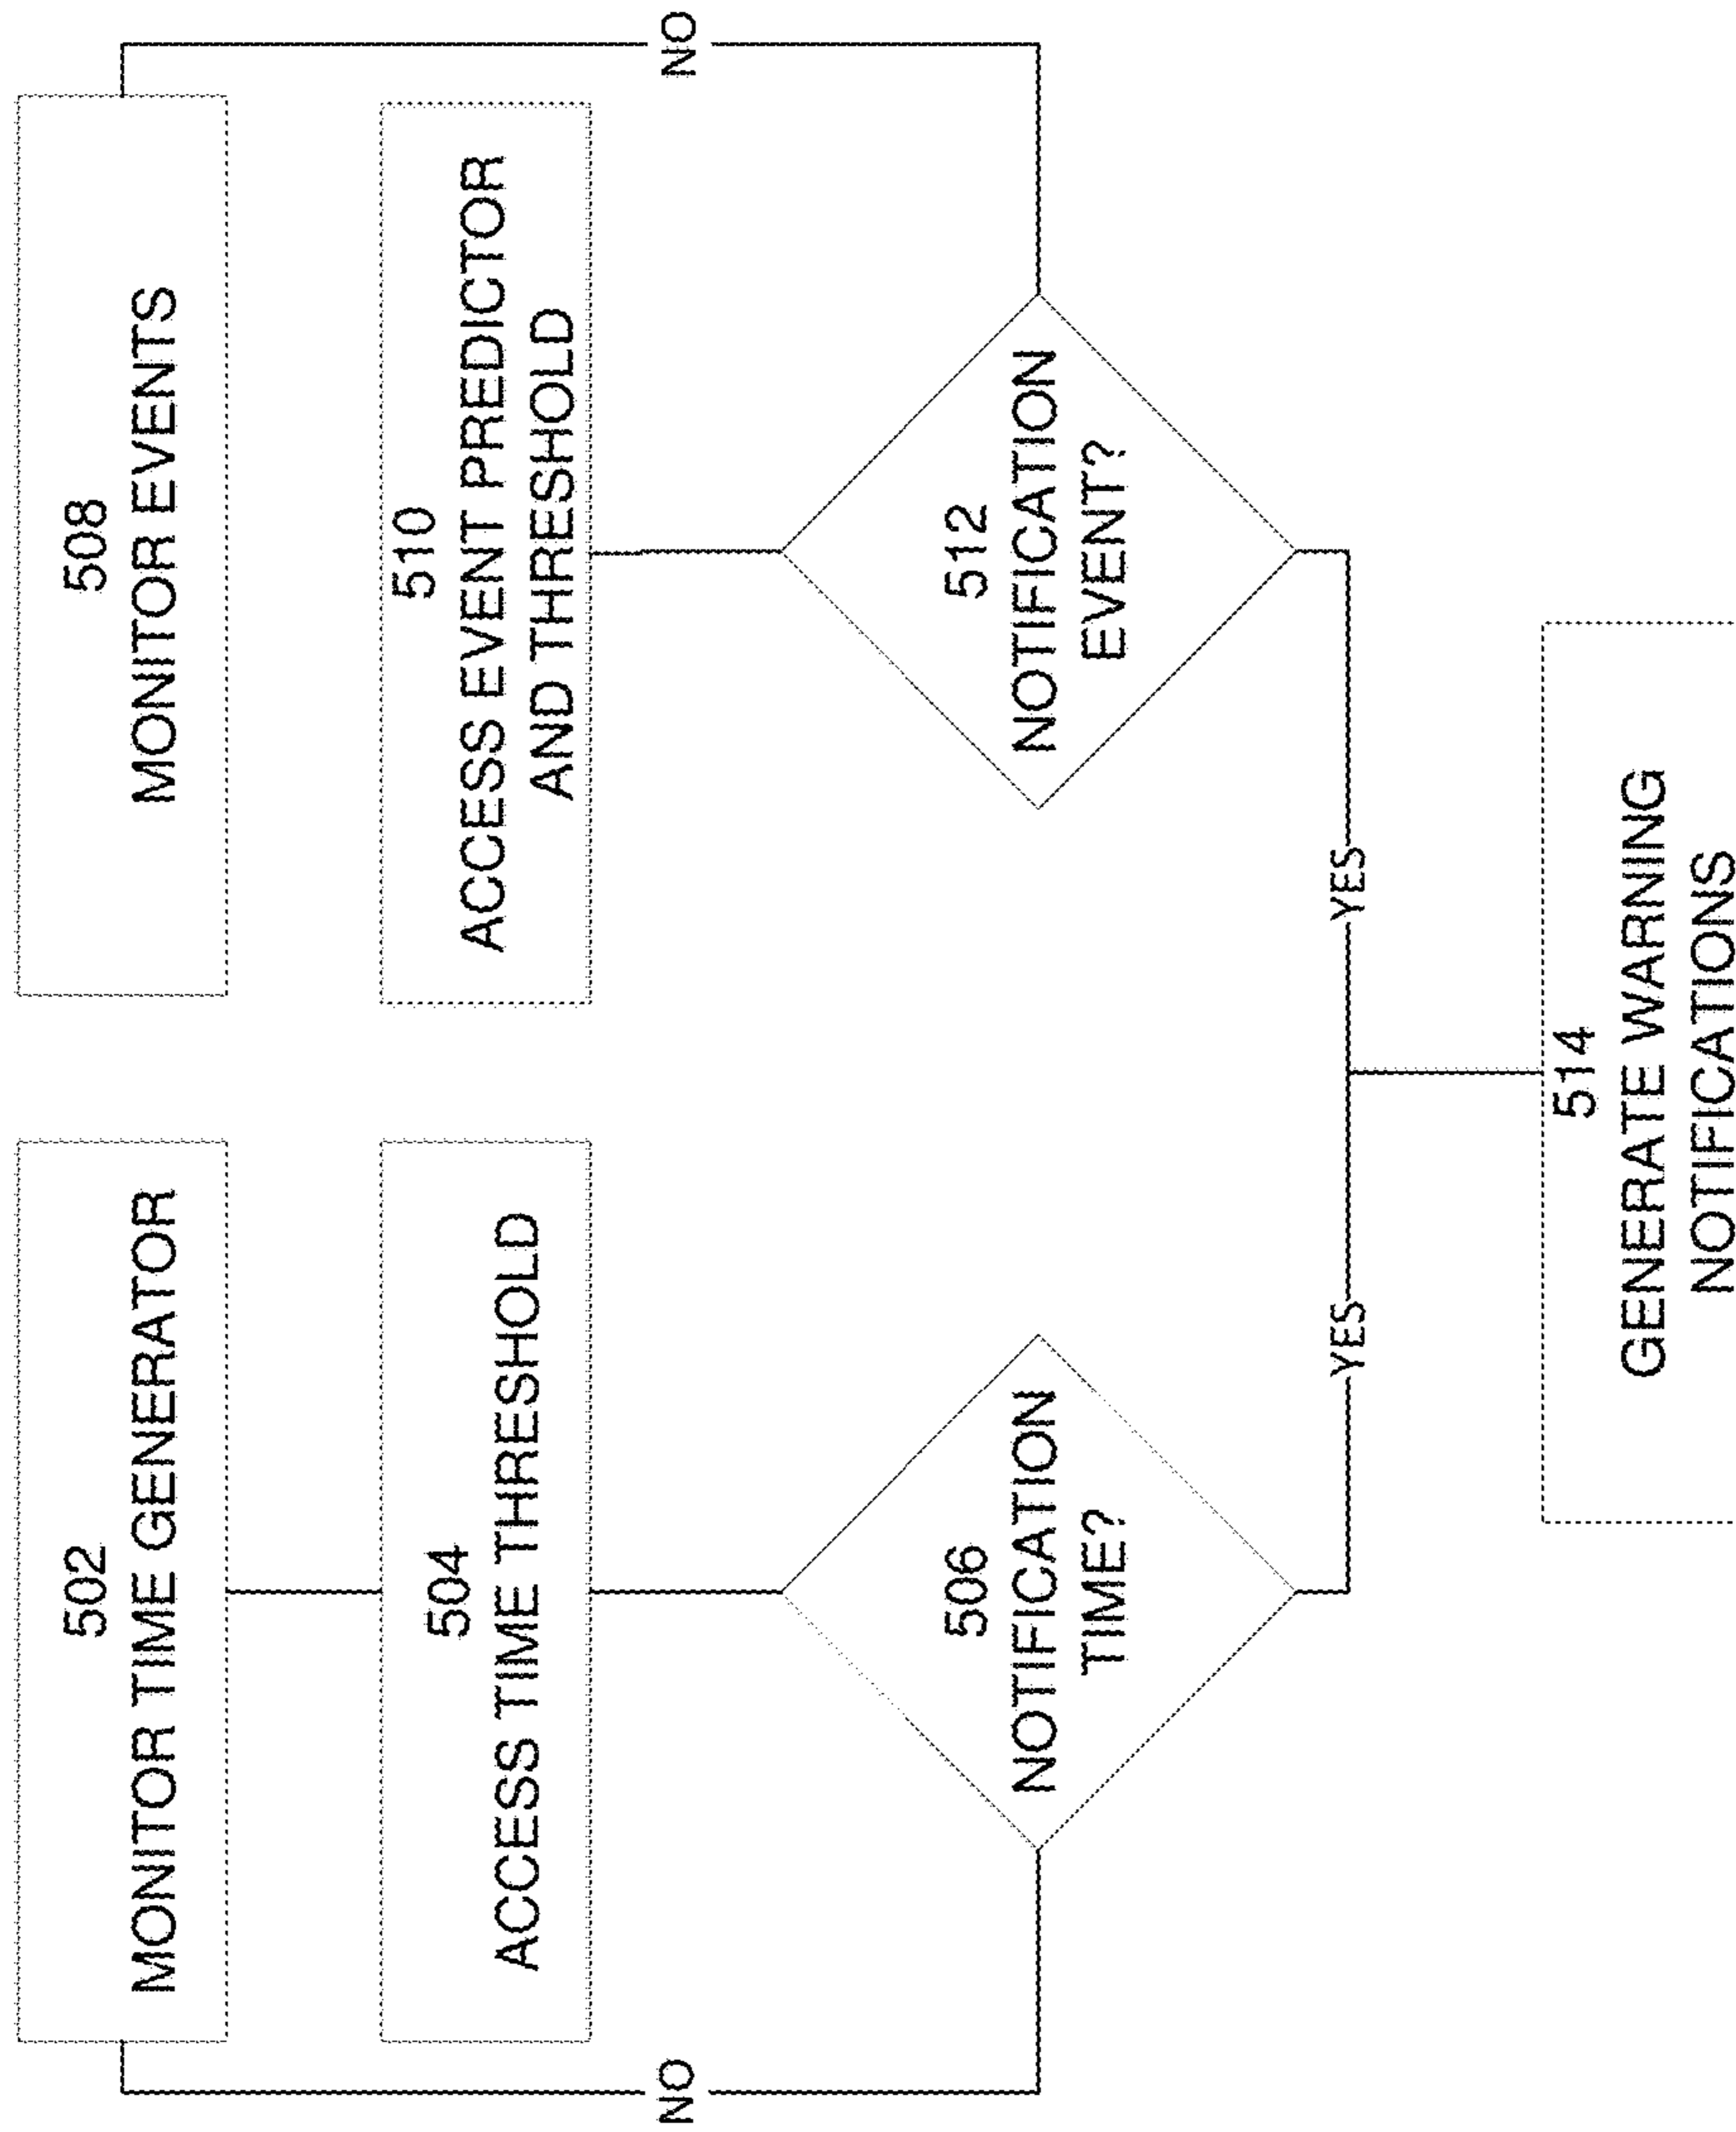 502
MONITOR TIME GENERATOR
504
ACCESS TIME THRESHOLD
506
NOTIFICATION
TIME?
NO
YES
508
MONITOR EVENTS
510
ACCESS EVENT PREDICTOR
AND THRESHOLD
512
NOTIFICATION
EVENT?
NO
YES
514
GENERATE WARNING
NOTIFICATIONS